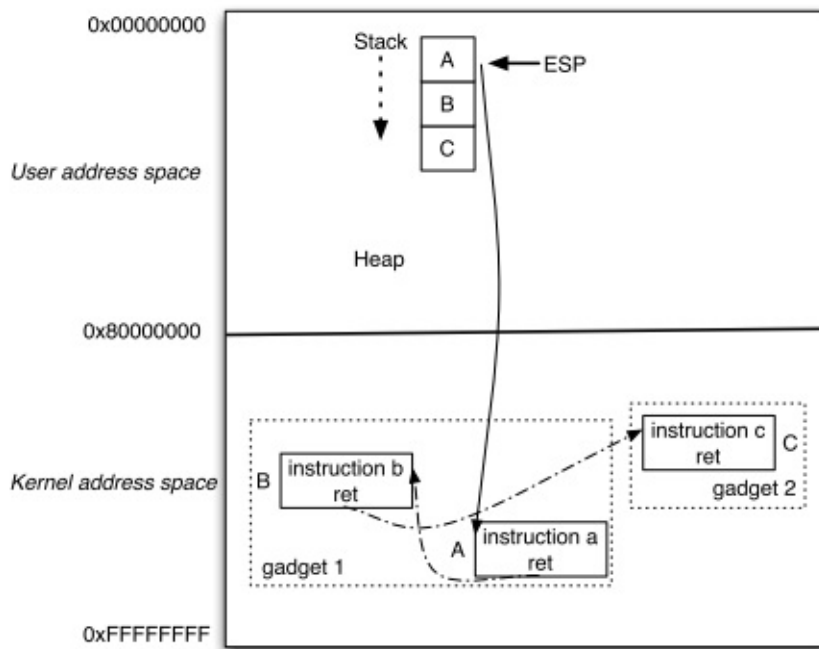 0x00000000
Stack
A
ESP
B
C
User address space
Heap
0x80000000
Kernel address space
B
instruction b
ret
instruction c
ret
C
gadget 2
A
instruction a
ret
gadget 1
0xFFFFFFFF